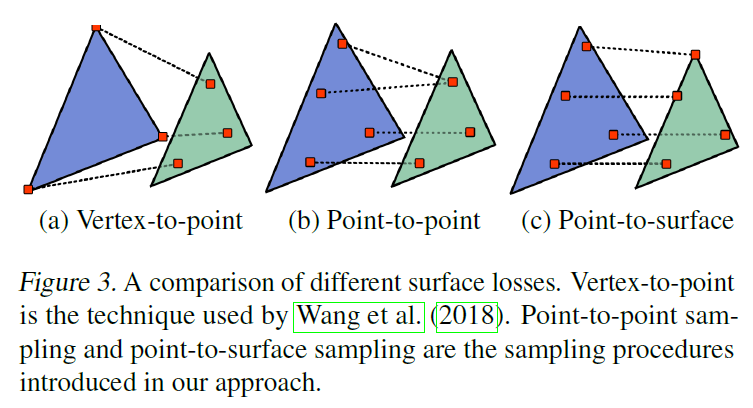 (a) Vertex-to-point (b) Point-to-point (c) Point-to-surface
Figure 3. A comparison of different surface losses. Vertex-to-point
is the technique used by Wang et al. (2018). Point-to-point sam-
pling and point-to-surface sampling are the sampling procedures
introduced in our approach.